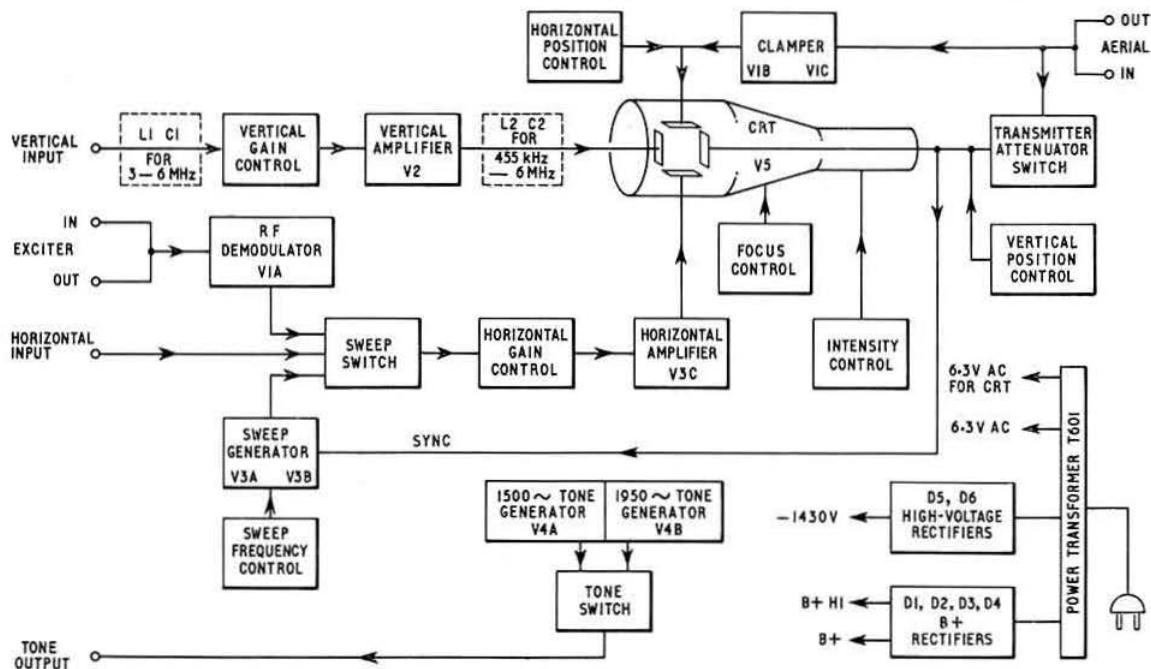 HORIZONTAL
POSITION
CONTROL
CLAMPER
V1B V1C
OUT
AERIAL
IN
VERTICAL
INPUT
L1 C1
FOR
3 — 6 MHz
VERTICAL
GAIN
CONTROL
VERTICAL
AMPLIFIER
V2
L2 C2
FOR
455 kHz
— 6 MHz
CRT
V5
TRANSMITTER
ATTENUATOR
SWITCH
IN
EXCITER
OUT
RF
DEMODULATOR
V1A
FOCUS
CONTROL
VERTICAL
POSITION
CONTROL
HORIZONTAL
INPUT
SWEEP
SWITCH
HORIZONTAL
GAIN
CONTROL
HORIZONTAL
AMPLIFIER
V3C
INTENSITY
CONTROL
6·3V AC
FOR CRT
6·3V AC
POWER TRANSFORMER T601
SWEEP
GENERATOR
V3A V3B
SYNC
1500 ~ TONE
GENERATOR
V4A
1950 ~ TONE
GENERATOR
V4B
—1430V
D5, D6
HIGH-VOLTAGE
RECTIFIERS
SWEEP
FREQUENCY
CONTROL
TONE
SWITCH
B+ HI
B+
D1, D2, D3, D4
B+
RECTIFIERS
TONE
OUTPUT